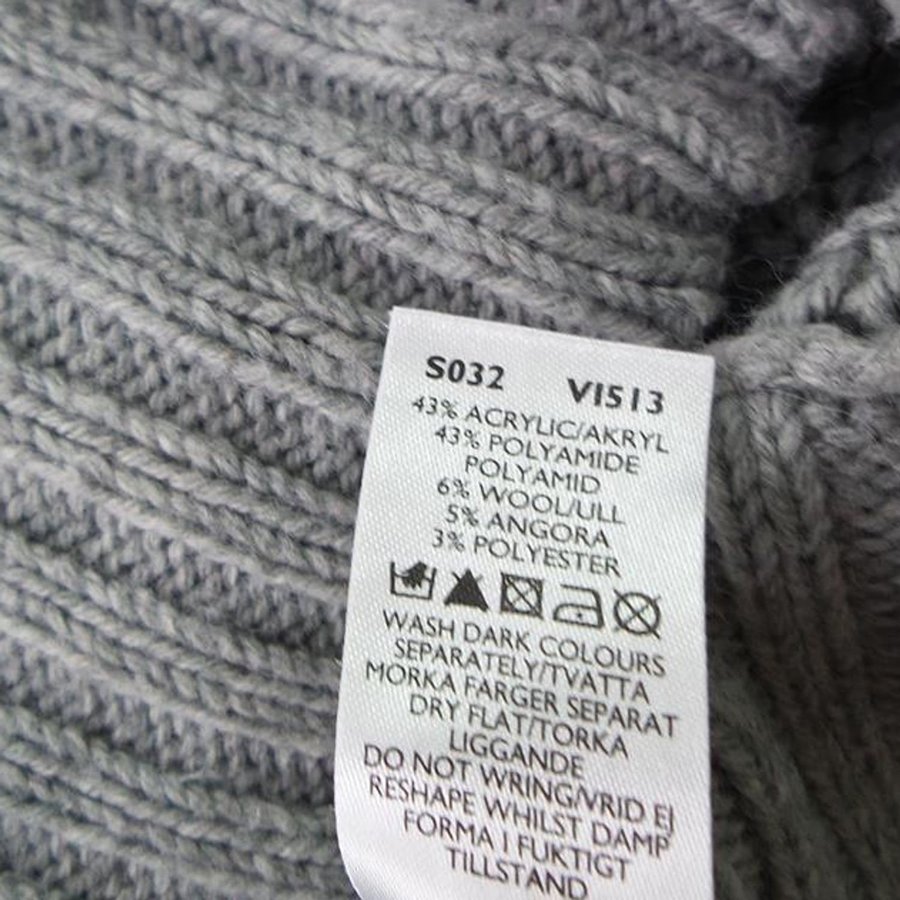 S032 VIS13
43% ACRYLIC/AKRYL
43% POLYAMIDE
POLYAMID
6% WOOL/ULL
5% ANGORA
3% POLYESTER
WASH DARK COLOURS
SEPARATELY/TVATTA
MORKA FARGER SEPARAT
DRY FLAT/TORKA
LIGGANDE
DO NOT WRING/VRID EJ
RESHAPE WHILST DAMP
FORMA I FUKTIGT
TILLSTAND